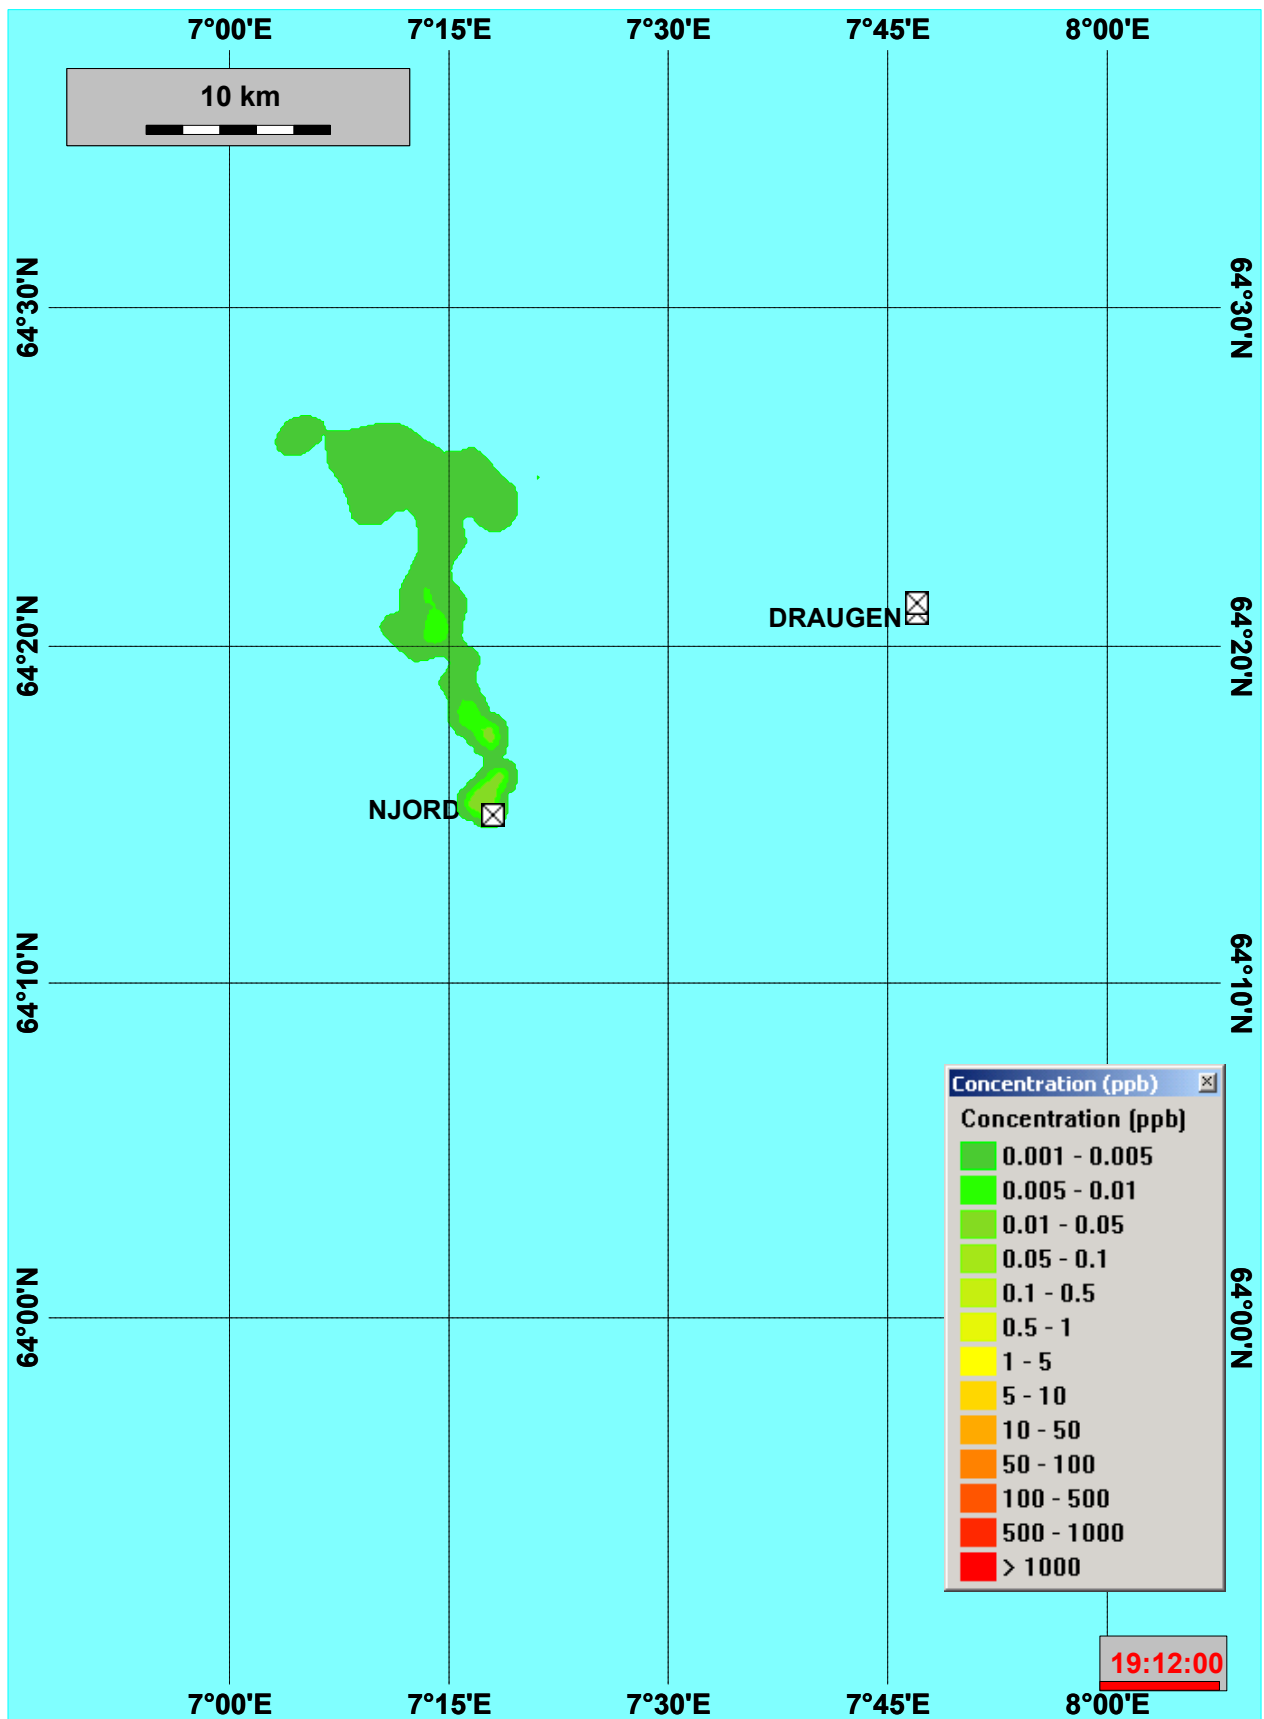 7°00'E 7°15'E 7°30'E 7°45'E 8°00'E
10 km
64°30'N 64°30'N
DRAUGEN
64°20'N 64°20'N
NJORD
64°10'N 64°10'N
Concentration (ppb)
Concentration (ppb)
0.001 - 0.005
0.005 - 0.01
0.01 - 0.05
0.05 - 0.1
0.1 - 0.5
64°00'N 64°00'N
0.5 - 1
1 - 5
5 - 10
10 - 50
50 - 100
100 - 500
500 - 1000
> 1000
19:12:00
7°00'E 7°15'E 7°30'E 7°45'E 8°00'E